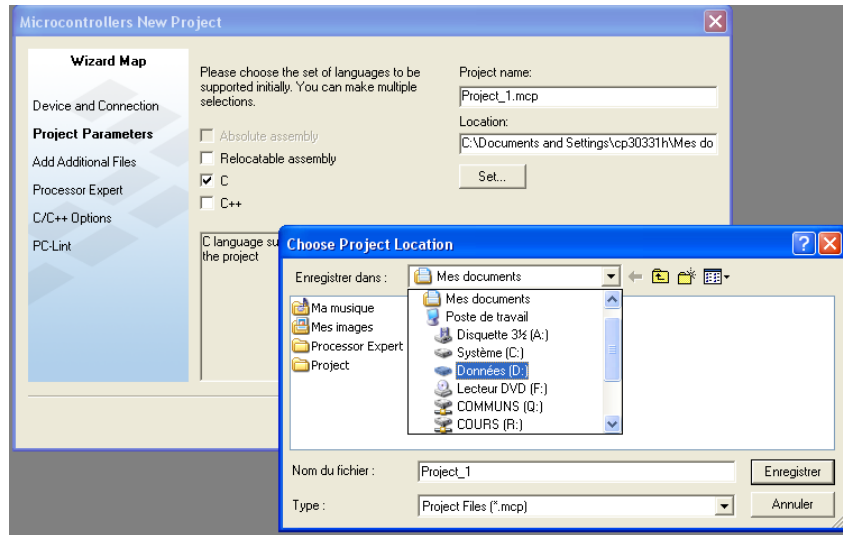 Microcontrollers New Project
Wizard Map
Device and Connection
Project Parameters
Add Additional Files
Processor Expert
C/C++ Options
PC-Lint
Please choose the set of languages to be
supported initially. You can make multiple
selections.
Absolute assembly
Relocatable assembly
C
C++
C language su
the project
Project name:
Project_1.mcp
Location:
C:\Documents and Settings\cp30331h\Mes do
Set...
Choose Project Location
Enregistrer dans :
Mes documents
Ma musique
Mes images
Processor Expert
Project
Mes documents
Poste de travail
Disquette 3½ (A:)
Système (C:)
Données (D:)
Lecteur DVD (F:)
COMMUNS (Q:)
COURS (R:)
Nom du fichier :
Project_1
Enregistrer
Type :
Project Files (*.mcp)
Annuler